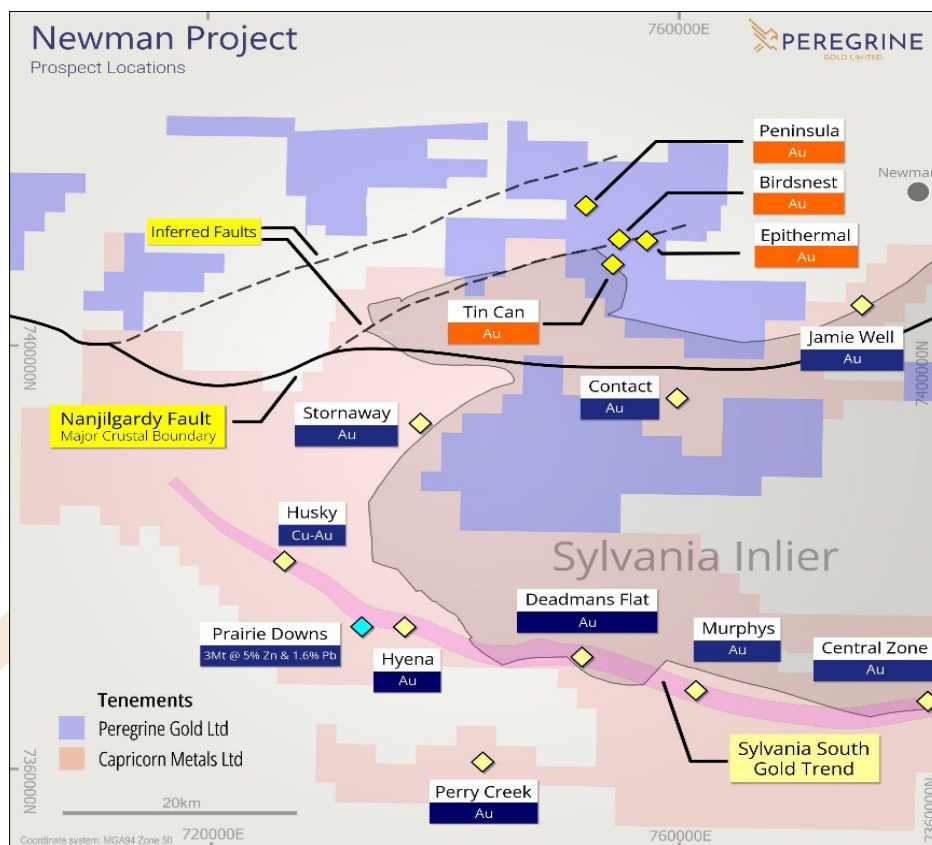 Newman Project
Prospect Locations
760000E
PEREGRINE
GOLD LIMITED
Peninsula
Au
Birdsnest
Au
Newman
Inferred Faults
Epithermal
Au
Tin Can
Au
7400000N
Jamie Well
Au
7400000N
Contact
Au
Nanjilgardy Fault
Major Crustal Boundary
Stornaway
Au
Husky
Cu-Au
Sylvania Inlier
Deadmans Flat
Au
Prairie Downs
3Mt @ 5% Zn & 1.6% Pb
Hyena
Au
Murphys
Au
Central Zone
Au
Tenements
Peregrine Gold Ltd
Capricorn Metals Ltd
Sylvania South
Gold Trend
7360000N
Perry Creek
Au
20km
7360000N
Coordinate system: MGA94 Zone 50
720000E
760000E